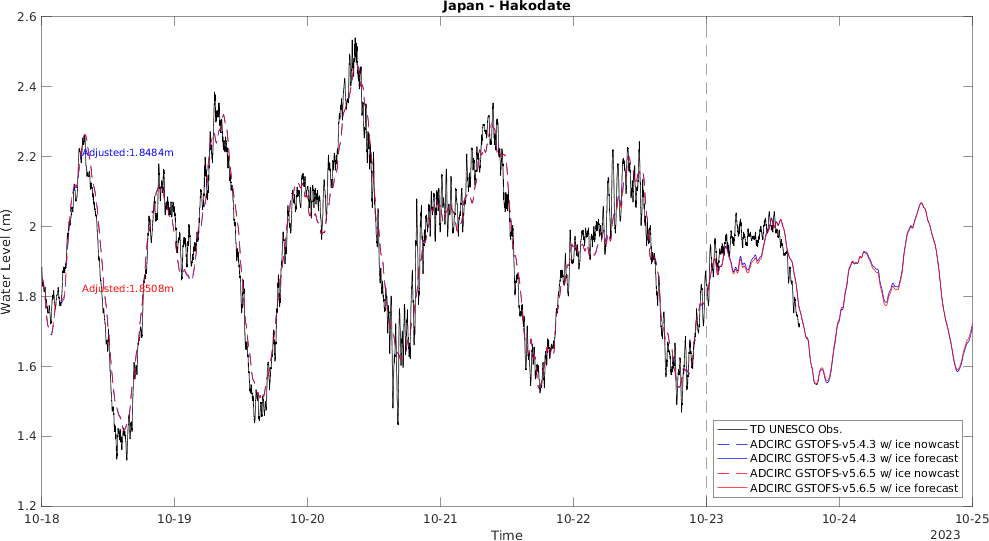 Japan - Hakodate
2.6
2.4
2.2
2
1.8
1.6
1.4
1.2
Water Level (m)
Adjusted:1.8484m
Adjusted:1.8508m
TD UNESCO Obs.
ADCIRC GSTOFS-v5.4.3 w/ ice nowcast
ADCIRC GSTOFS-v5.4.3 w/ ice forecast
ADCIRC GSTOFS-v5.6.5 w/ ice nowcast
ADCIRC GSTOFS-v5.6.5 w/ ice forecast
10-18 10-19 10-20 10-21 10-22 10-23 10-24 10-25
Time
2023